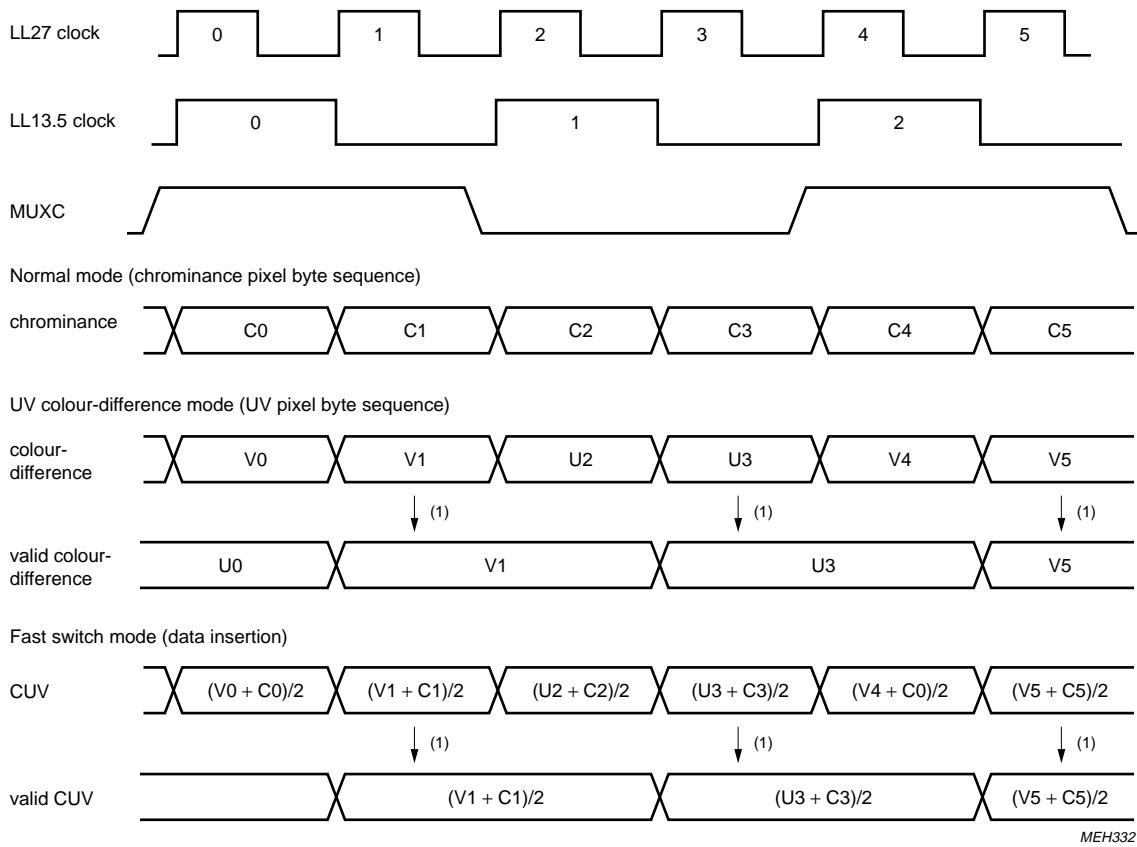 LL27 clock 0 1 2 3 4 5
LL13.5 clock 0 1 2
MUXC
Normal mode (chrominance pixel byte sequence)
chrominance C0 C1 C2 C3 C4 C5
UV colour-difference mode (UV pixel byte sequence)
colour-
difference V0 V1 U2 U3 V4 V5
(1) (1) (1)
valid colour-
difference U0 V1 U3 V5
Fast switch mode (data insertion)
CUV (V0 + C0)/2 (V1 + C1)/2 (U2 + C2)/2 (U3 + C3)/2 (V4 + C0)/2 (V5 + C5)/2
(1) (1) (1)
valid CUV (V1 + C1)/2 (U3 + C3)/2 (V5 + C5)/2
MEH332